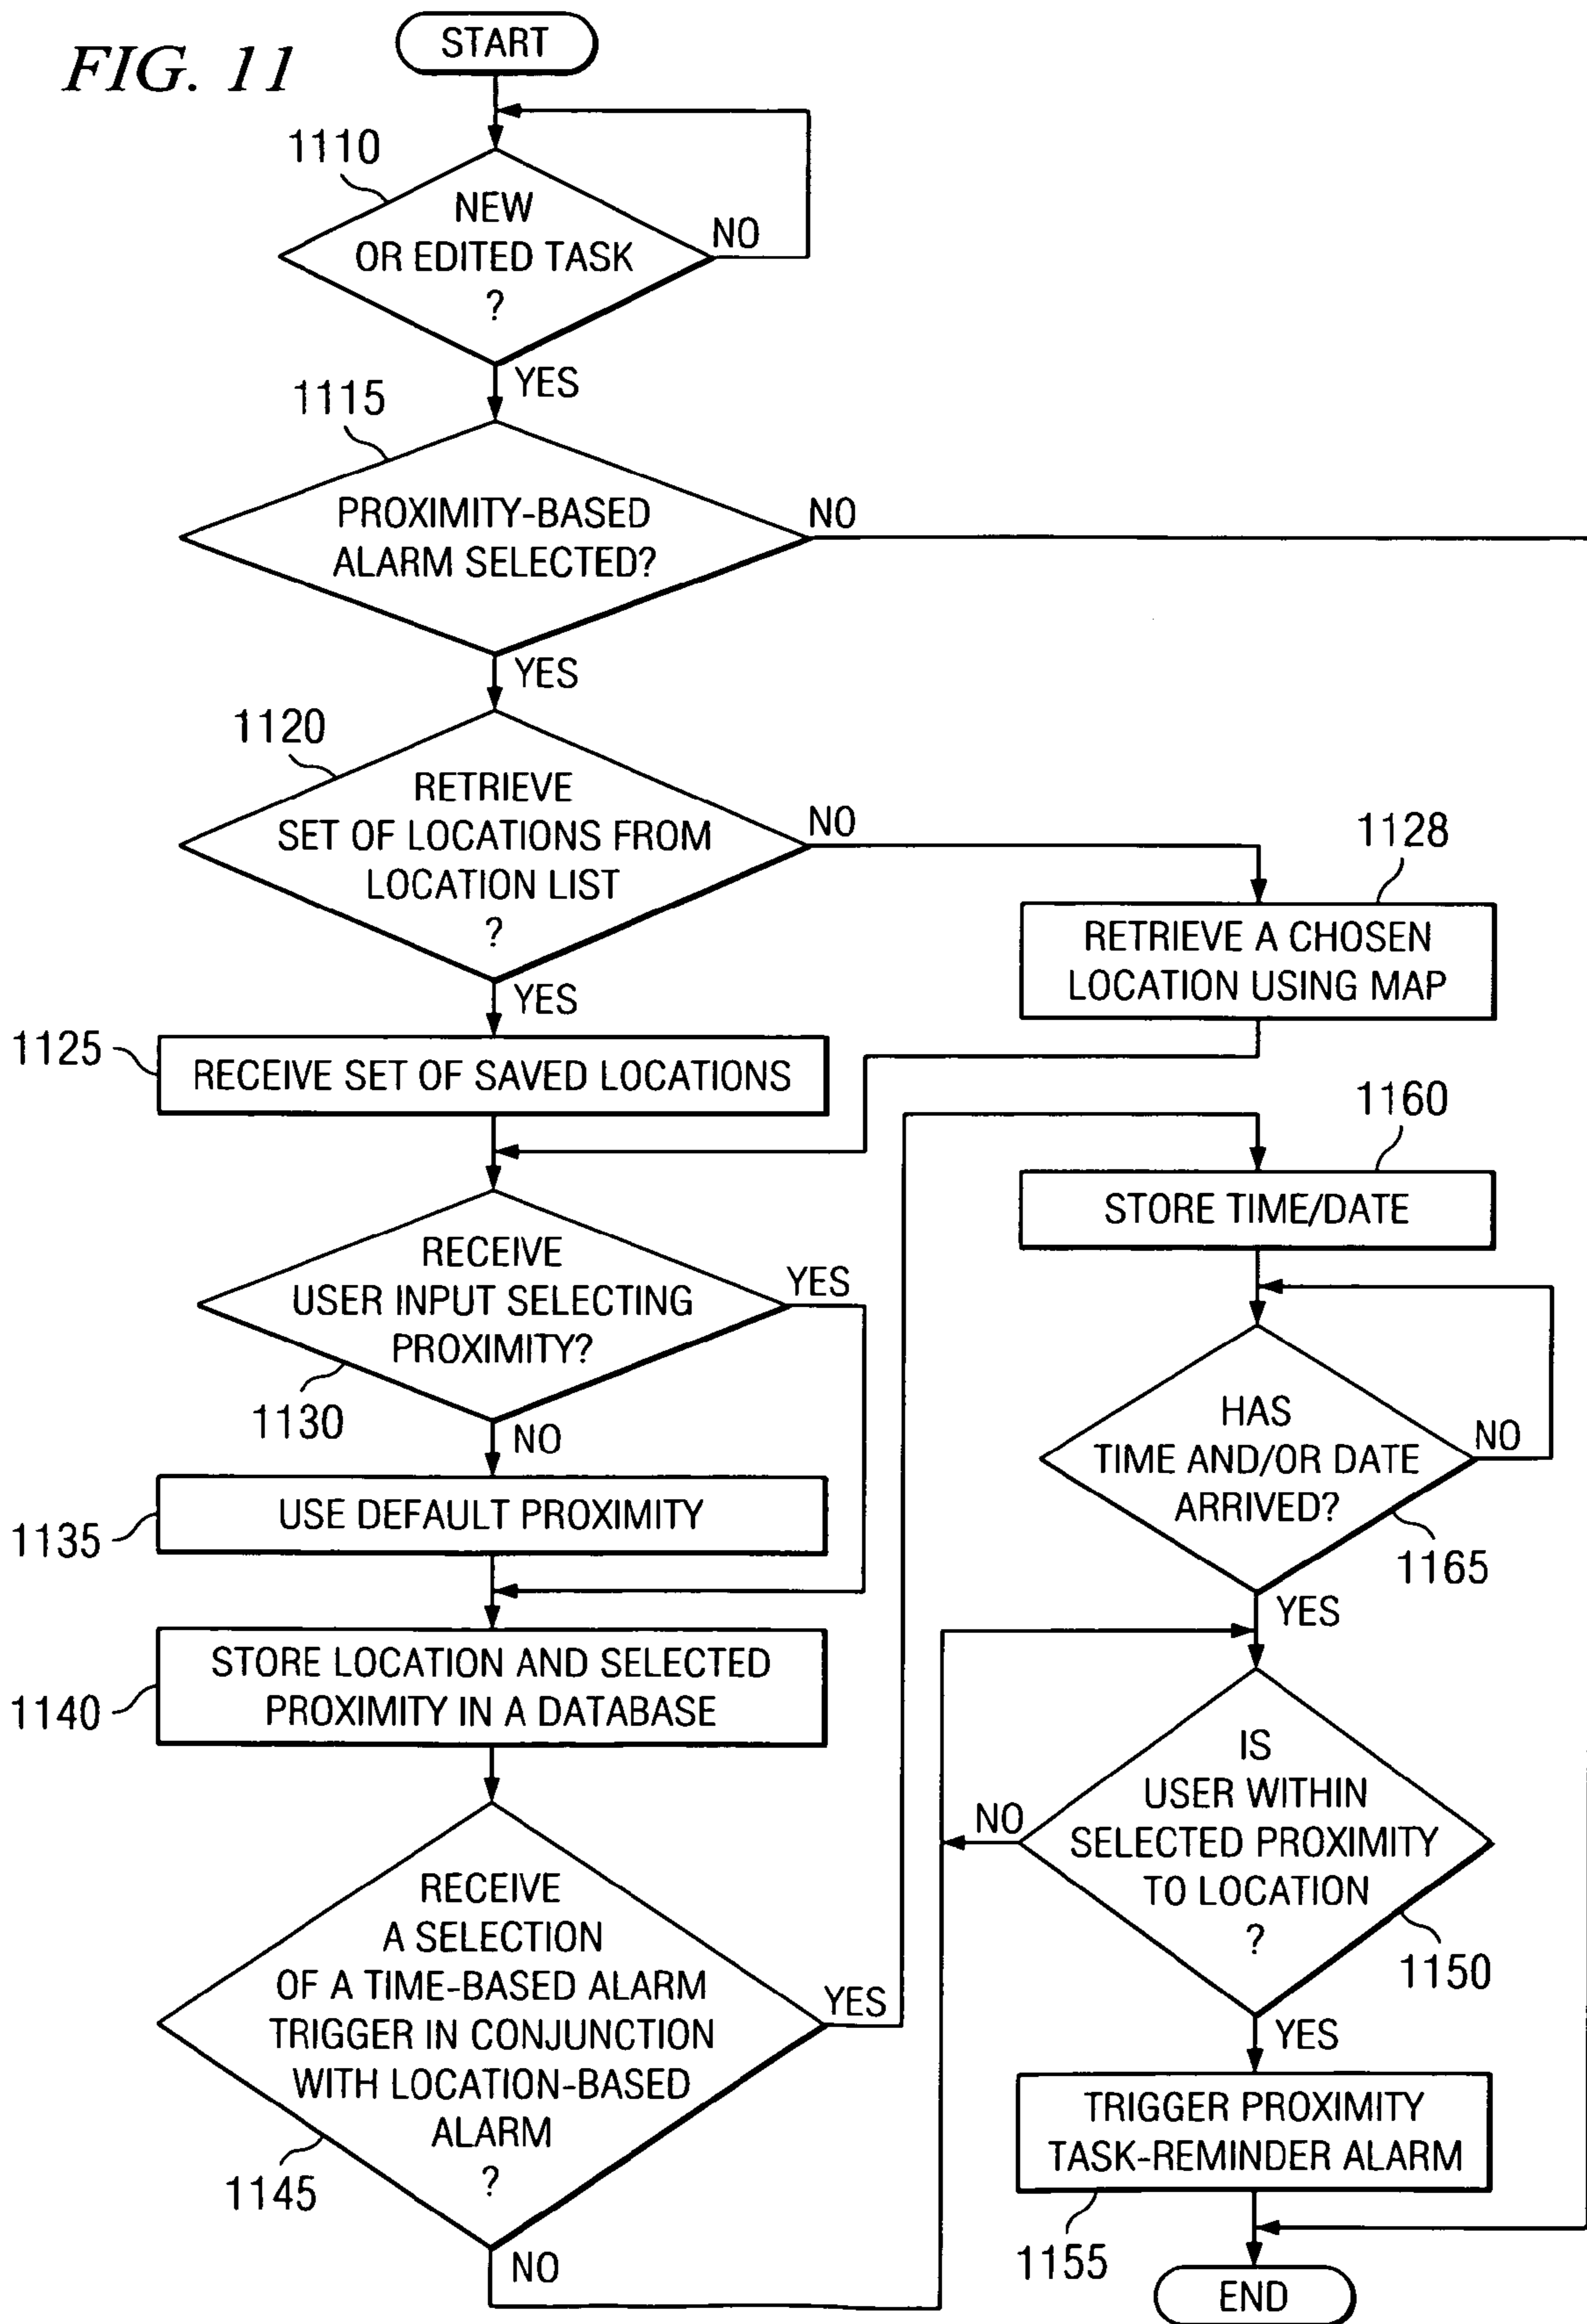 FIG. 11
START
1110
NEW
OR EDITED TASK
?
NO
YES
1115
PROXIMITY-BASED
ALARM SELECTED?
NO
YES
1120
RETRIEVE
SET OF LOCATIONS FROM
LOCATION LIST
?
NO
YES
1128
RETRIEVE A CHOSEN
LOCATION USING MAP
1125
RECEIVE SET OF SAVED LOCATIONS
RECEIVE
USER INPUT SELECTING
PROXIMITY?
YES
1130
NO
1135
USE DEFAULT PROXIMITY
1140
STORE LOCATION AND SELECTED
PROXIMITY IN A DATABASE
RECEIVE
A SELECTION
OF A TIME-BASED ALARM
TRIGGER IN CONJUNCTION
WITH LOCATION-BASED
ALARM
?
YES
1145
NO
1160
STORE TIME/DATE
HAS
TIME AND/OR DATE
ARRIVED?
NO
1165
YES
IS
USER WITHIN
SELECTED PROXIMITY
TO LOCATION
?
NO
1150
YES
TRIGGER PROXIMITY
TASK-REMINDER ALARM
1155
END